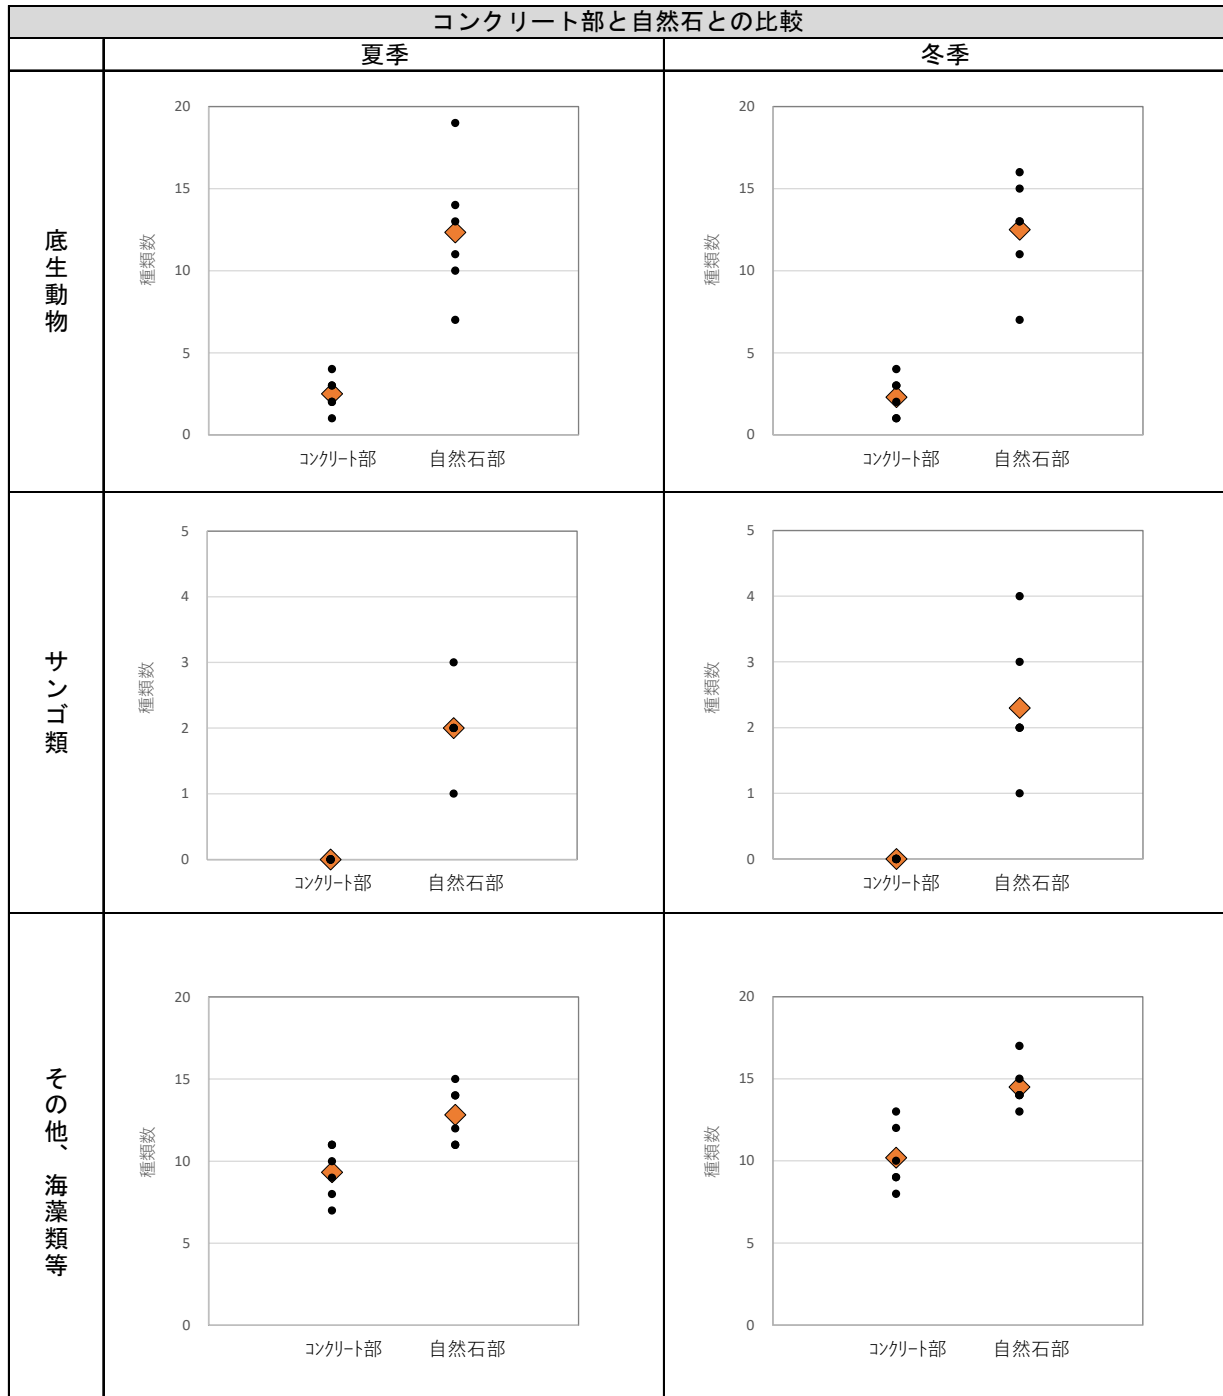 コンクリート部と自然石との比較
夏季
冬季
底生動物
20
15
10
5
0
種類数
ｺﾝｸﾘｰﾄ部
自然石部
20
15
10
5
0
種類数
ｺﾝｸﾘｰﾄ部
自然石部
サンゴ類
5
4
3
2
1
0
種類数
ｺﾝｸﾘｰﾄ部
自然石部
5
4
3
2
1
0
種類数
ｺﾝｸﾘｰﾄ部
自然石部
その他、海藻類等
20
15
10
5
0
種類数
ｺﾝｸﾘｰﾄ部
自然石部
20
15
10
5
0
種類数
ｺﾝｸﾘｰﾄ部
自然石部